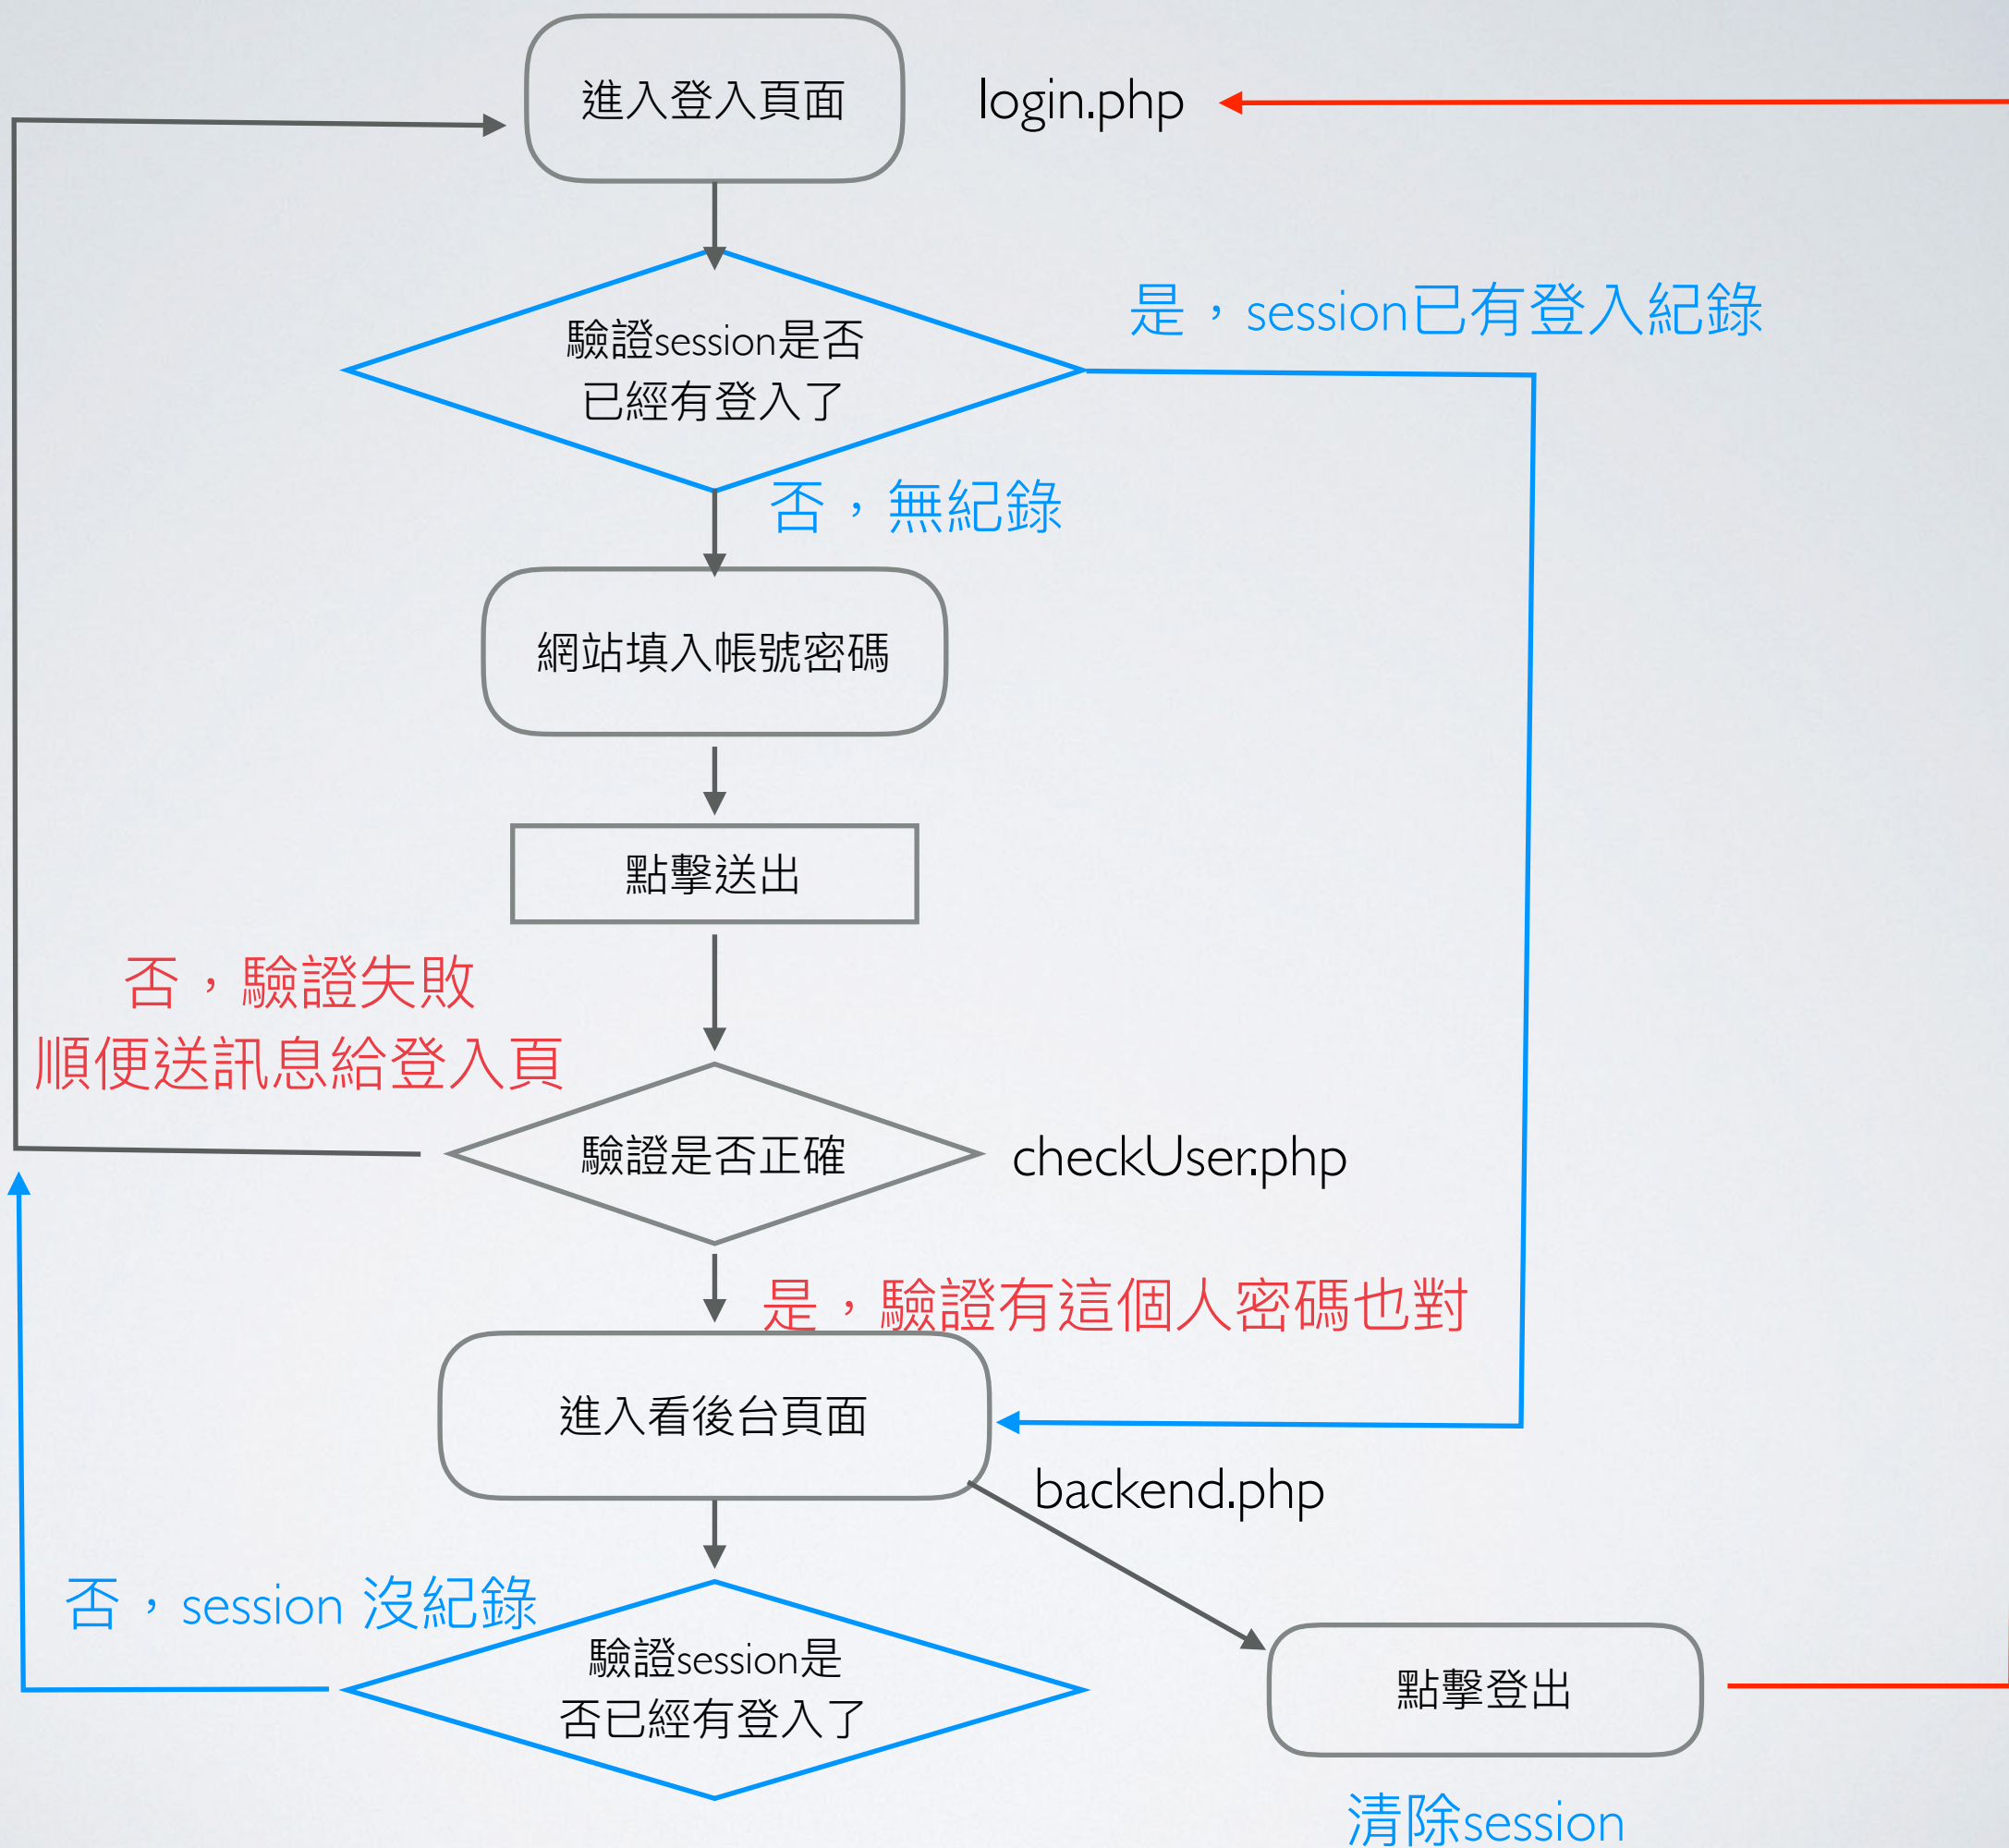 進入登入頁面
login.php
驗證session是否
已經有登入了
是，session已有登入紀錄
否，無紀錄
網站填入帳號密碼
點擊送出
否，驗證失敗
順便送訊息給登入頁
驗證是否正確
checkUser.php
是，驗證有這個人密碼也對
進入看後台頁面
backend.php
否，session 沒紀錄
驗證session是
否已經有登入了
點擊登出
清除session